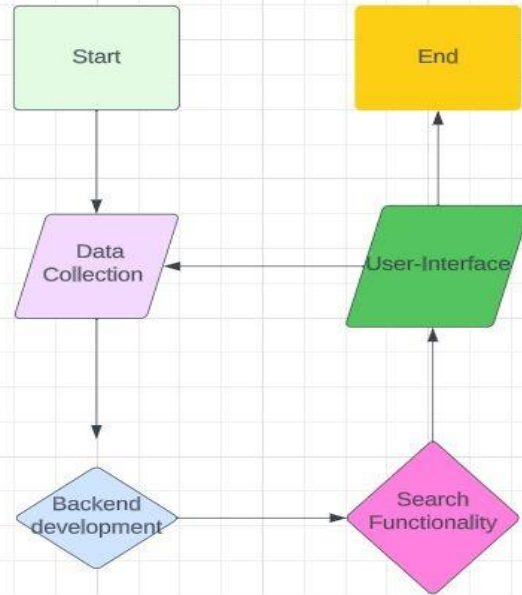 Start
End
Data
Collection
User-Interface
Backend
development
Search
Functionality